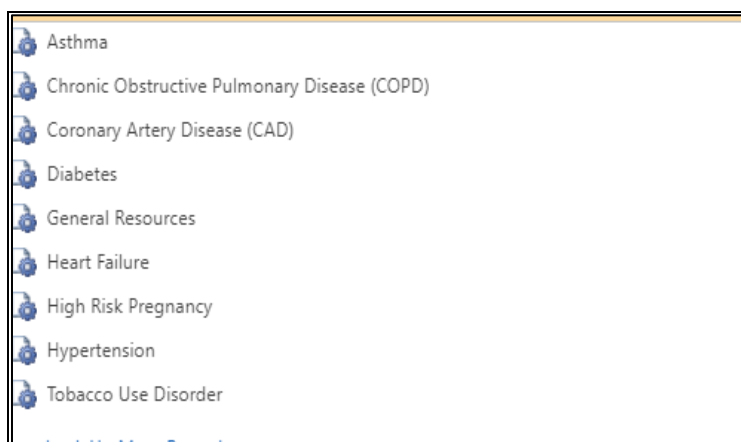 Asthma
Chronic Obstructive Pulmonary Disease (COPD)
Coronary Artery Disease (CAD)
Diabetes
General Resources
Heart Failure
High Risk Pregnancy
Hypertension
Tobacco Use Disorder